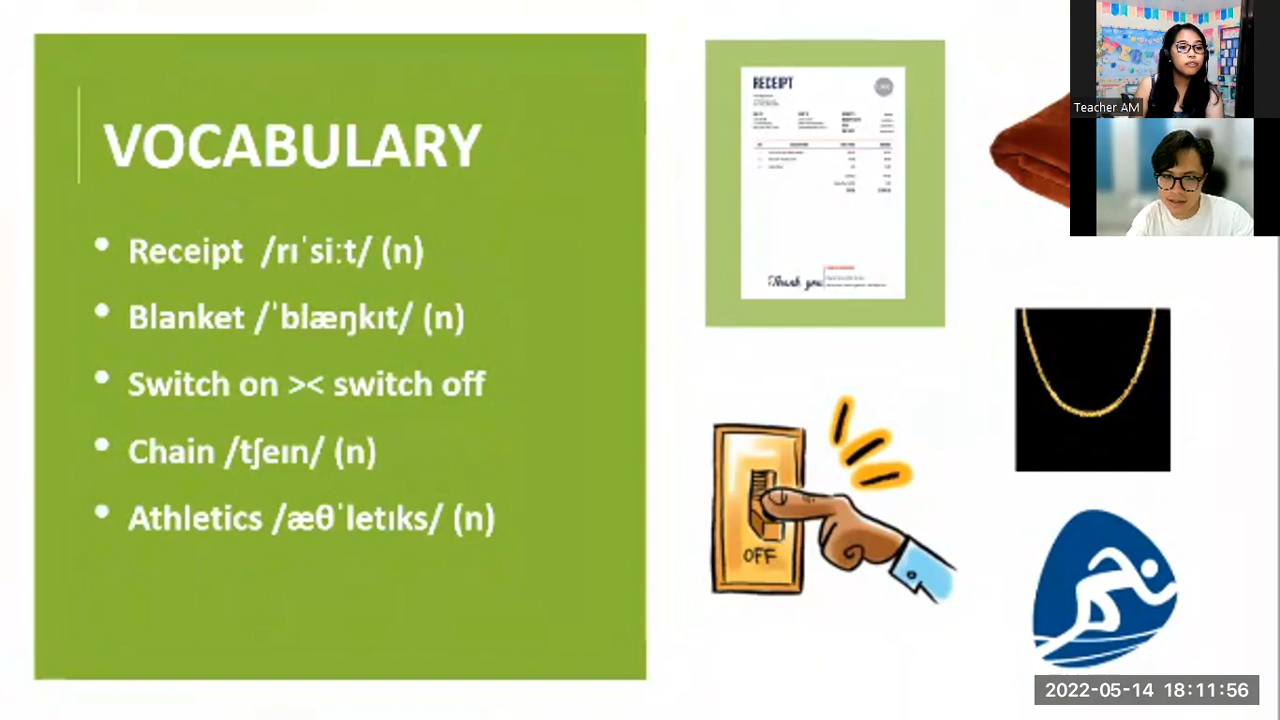 VOCABULARY
• Receipt /rɪˈsiːt/ (n)
• Blanket /ˈblæŋkɪt/ (n)
• Switch on >< switch off
• Chain /tʃeɪn/ (n)
• Athletics /æθˈletɪks/ (n)
RECEIPT
Thank you
OFF
Teacher AM
2022-05-14 18:11:56